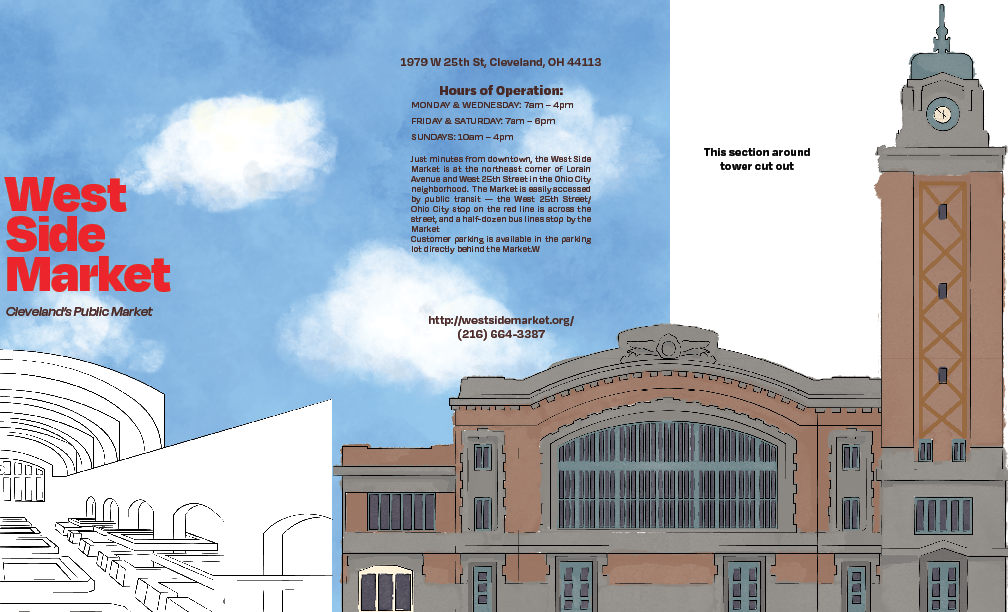 West
Side
Market
Cleveland's Public Market
1979 W 25th St, Cleveland, OH 44113
Hours of Operation:
MONDAY & WEDNESDAY: 7am – 4pm
FRIDAY & SATURDAY: 7am – 6pm
SUNDAYS: 10am – 4pm
Just minutes from downtown, the West Side
Market is at the northeast corner of Lorain
Avenue and West 25th Street in the Ohio City
neighborhood. The Market is easily accessed
by public transit — the West 25th Street/
Ohio City stop on the red line is across the
street, and a half-dozen bus lines stop by the
Market
Customer parking is available in the parking
lot directly behind the Market.W
http://westsidemarket.org/
(216) 664-3387
This section around
tower cut out